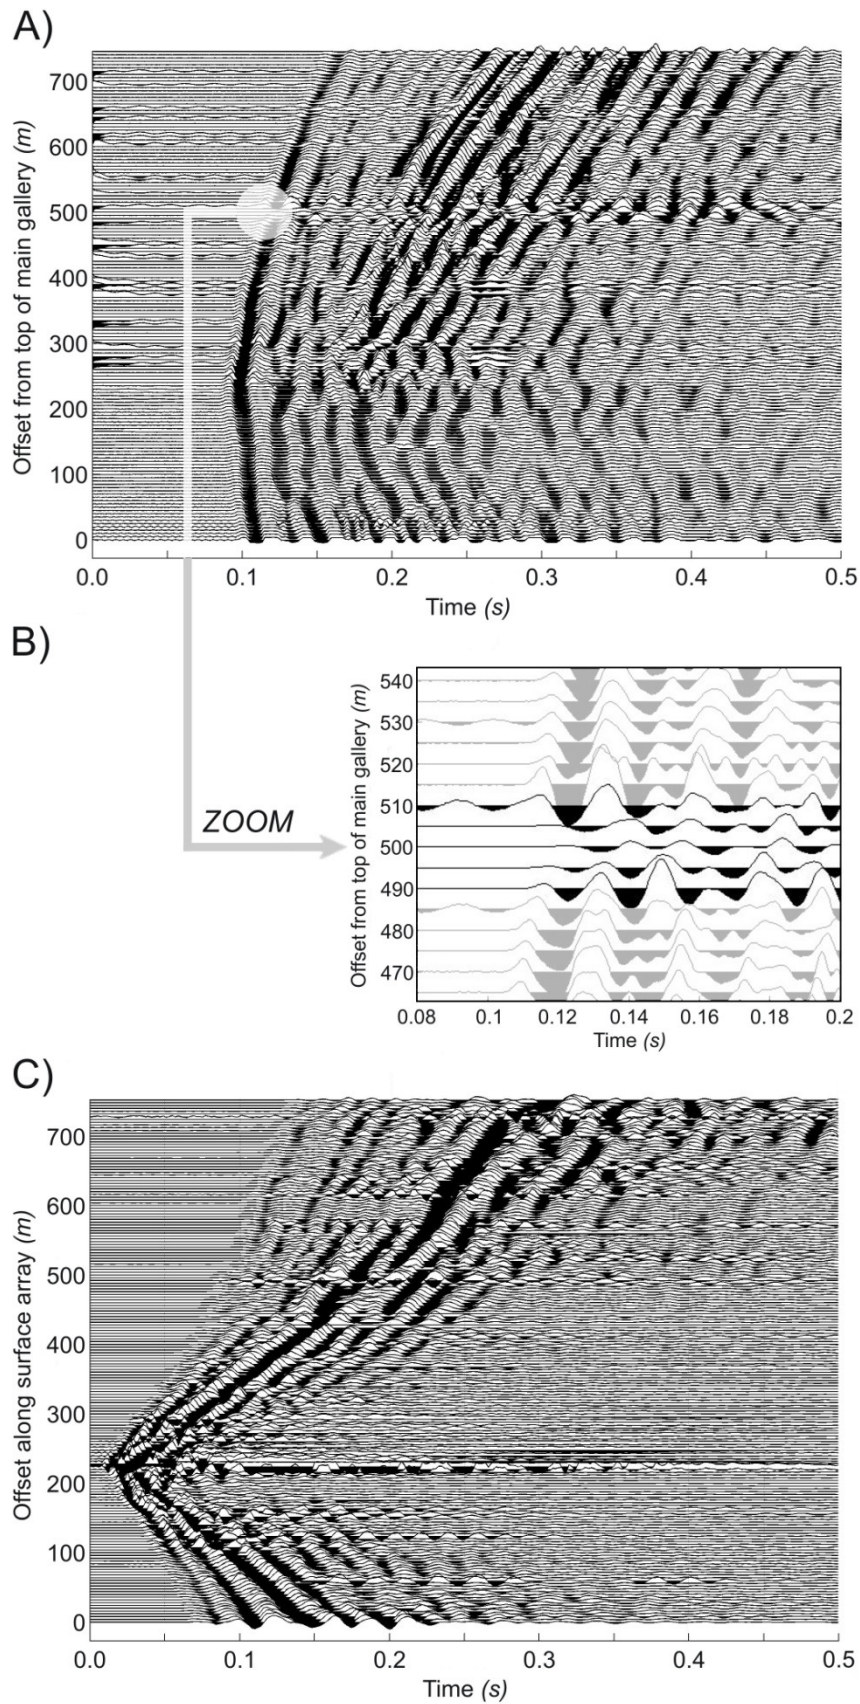 A)
Offset from top of main gallery (m)
700
600
500
400
300
200
100
0
0.0 0.1 0.2 0.3 0.4 0.5
Time (s)
B)
ZOOM
Offset from top of main gallery (m)
540
530
520
510
500
490
480
470
0.08 0.1 0.12 0.14 0.16 0.18 0.2
Time (s)
C)
Offset along surface array (m)
700
600
500
400
300
200
100
0
0.0 0.1 0.2 0.3 0.4 0.5
Time (s)